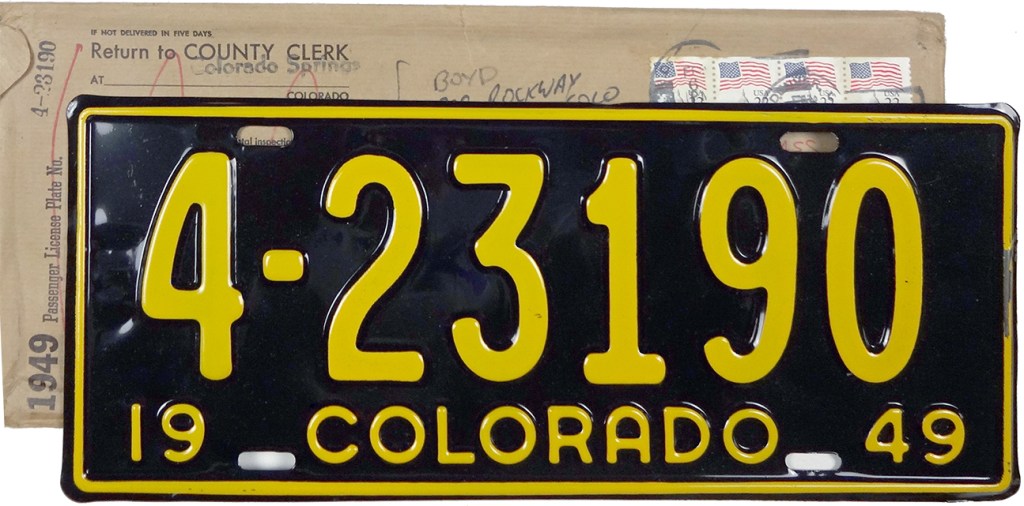 IF NOT DELIVERED IN FIVE DAYS
Return to COUNTY CLERK
Colorado Springs
AT
COLORADO
BOYD
ROCKWAY
COLO
1949 Passenger License Plate No. 4-23190
4-23190
19 COLORADO 49